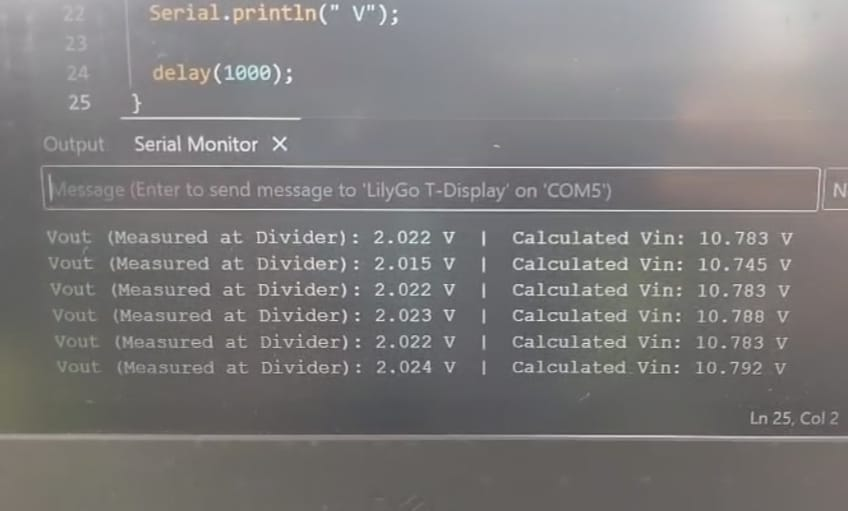 22 Serial.println(" V");
23
24 delay(1000);
25 }
Output Serial Monitor ×
Message (Enter to send message to 'LilyGo T-Display' on 'COM5') N
Vout (Measured at Divider): 2.022 V | Calculated Vin: 10.783 V
Vout (Measured at Divider): 2.015 V | Calculated Vin: 10.745 V
Vout (Measured at Divider): 2.022 V | Calculated Vin: 10.783 V
Vout (Measured at Divider): 2.023 V | Calculated Vin: 10.788 V
Vout (Measured at Divider): 2.022 V | Calculated Vin: 10.783 V
Vout (Measured at Divider): 2.024 V | Calculated Vin: 10.792 V
Ln 25, Col 2